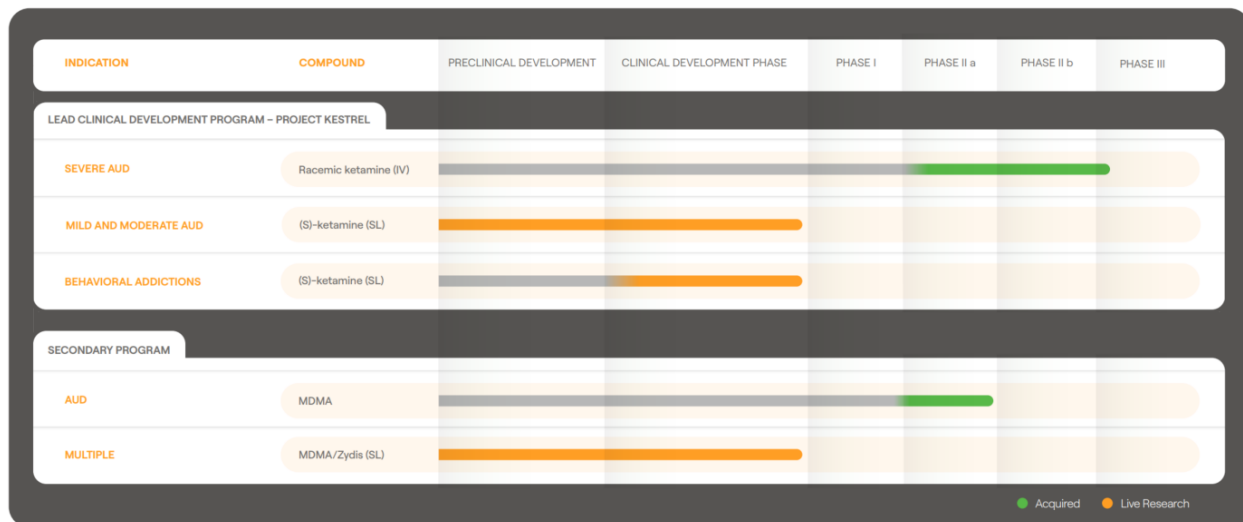 INDICATION COMPOUND PRECLINICAL DEVELOPMENT CLINICAL DEVELOPMENT PHASE PHASE I PHASE II a PHASE II b PHASE III
LEAD CLINICAL DEVELOPMENT PROGRAM – PROJECT KESTREL
SEVERE AUD Racemic ketamine (IV)
MILD AND MODERATE AUD (S)-ketamine (SL)
BEHAVIORAL ADDICTIONS (S)-ketamine (SL)
SECONDARY PROGRAM
AUD MDMA
MULTIPLE MDMA/Zydis (SL)
Acquired Live Research